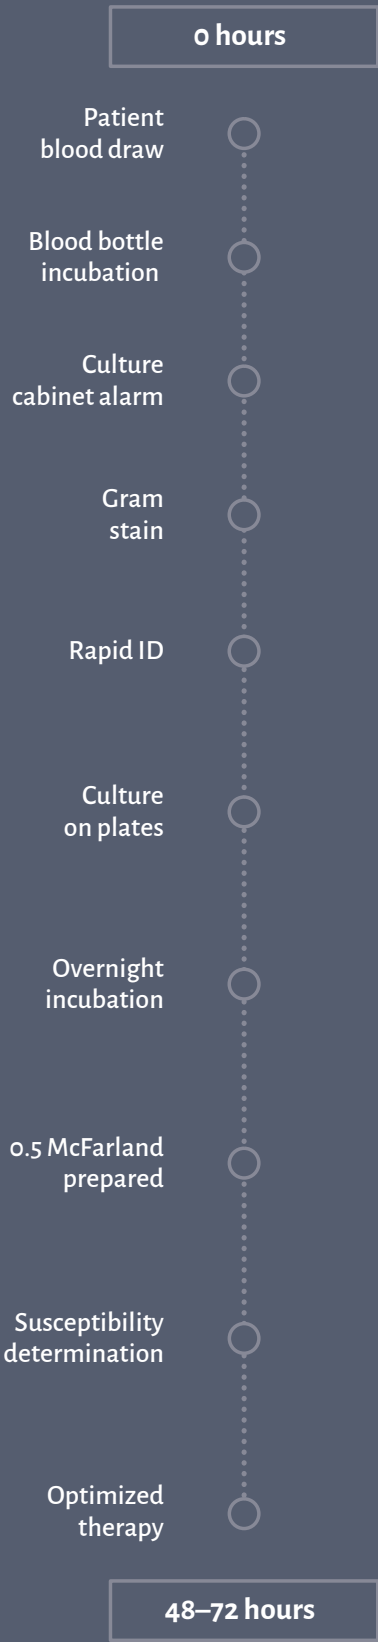 0 hours
Patient
blood draw
Blood bottle
incubation
Culture
cabinet alarm
Gram
stain
Rapid ID
Culture
on plates
Overnight
incubation
0.5 McFarland
prepared
Susceptibility
determination
Optimized
therapy
48–72 hours